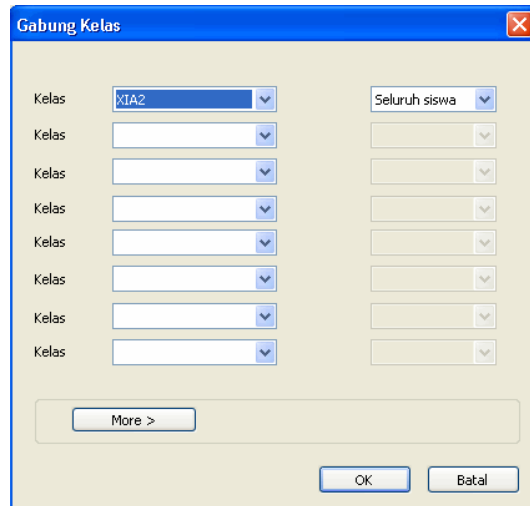 Gabung Kelas
Kelas XIA2 Seluruh siswa
Kelas
Kelas
Kelas
Kelas
Kelas
Kelas
Kelas
More >
OK Batal